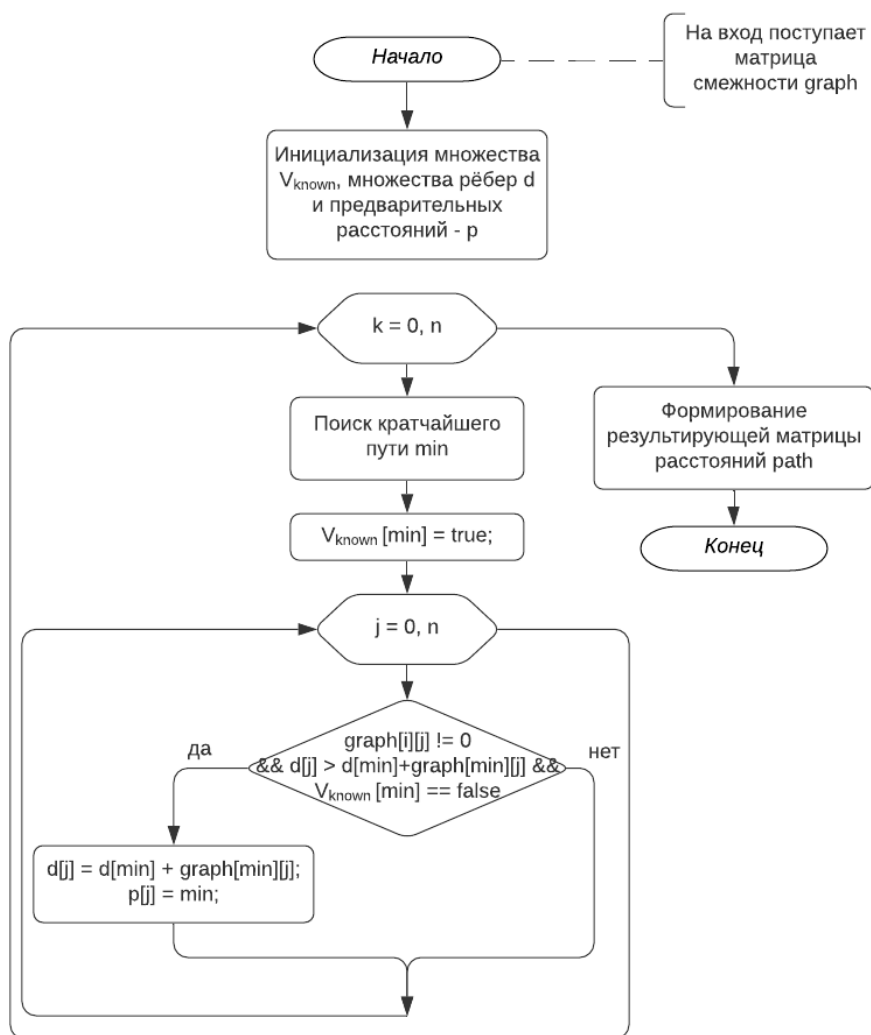 Начало
На вход поступает
матрица
смежности graph
Инициализация множества
Vknown, множества рёбер d
и предварительных
расстояний - p
k = 0, n
Поиск кратчайшего
пути min
Формирование
результирующей матрицы
расстояний path
Vknown [min] = true;
Конец
j = 0, n
graph[i][j] != 0
&& d[j] > d[min]+graph[min][j] &&
Vknown [min] == false
да
нет
d[j] = d[min] + graph[min][j];
p[j] = min;